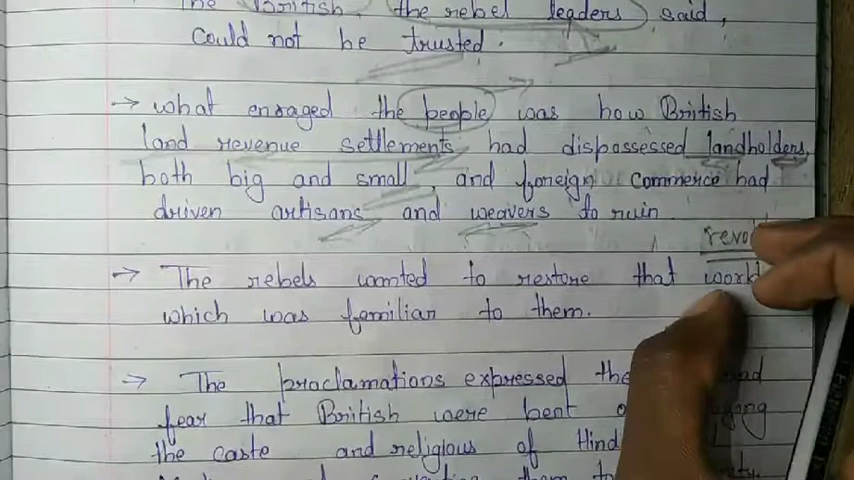 The British, the rebel leaders said,
could not be trusted.
→ what enraged the people was how British
land revenue settlements had dispossessed landholders,
both big and small, and foreign commerce had
driven artisans and weavers to ruin
→ The rebels wanted to restore that world
which was familiar to them.
→ The proclamations expressed the
fear that British were bent
the caste and religious of